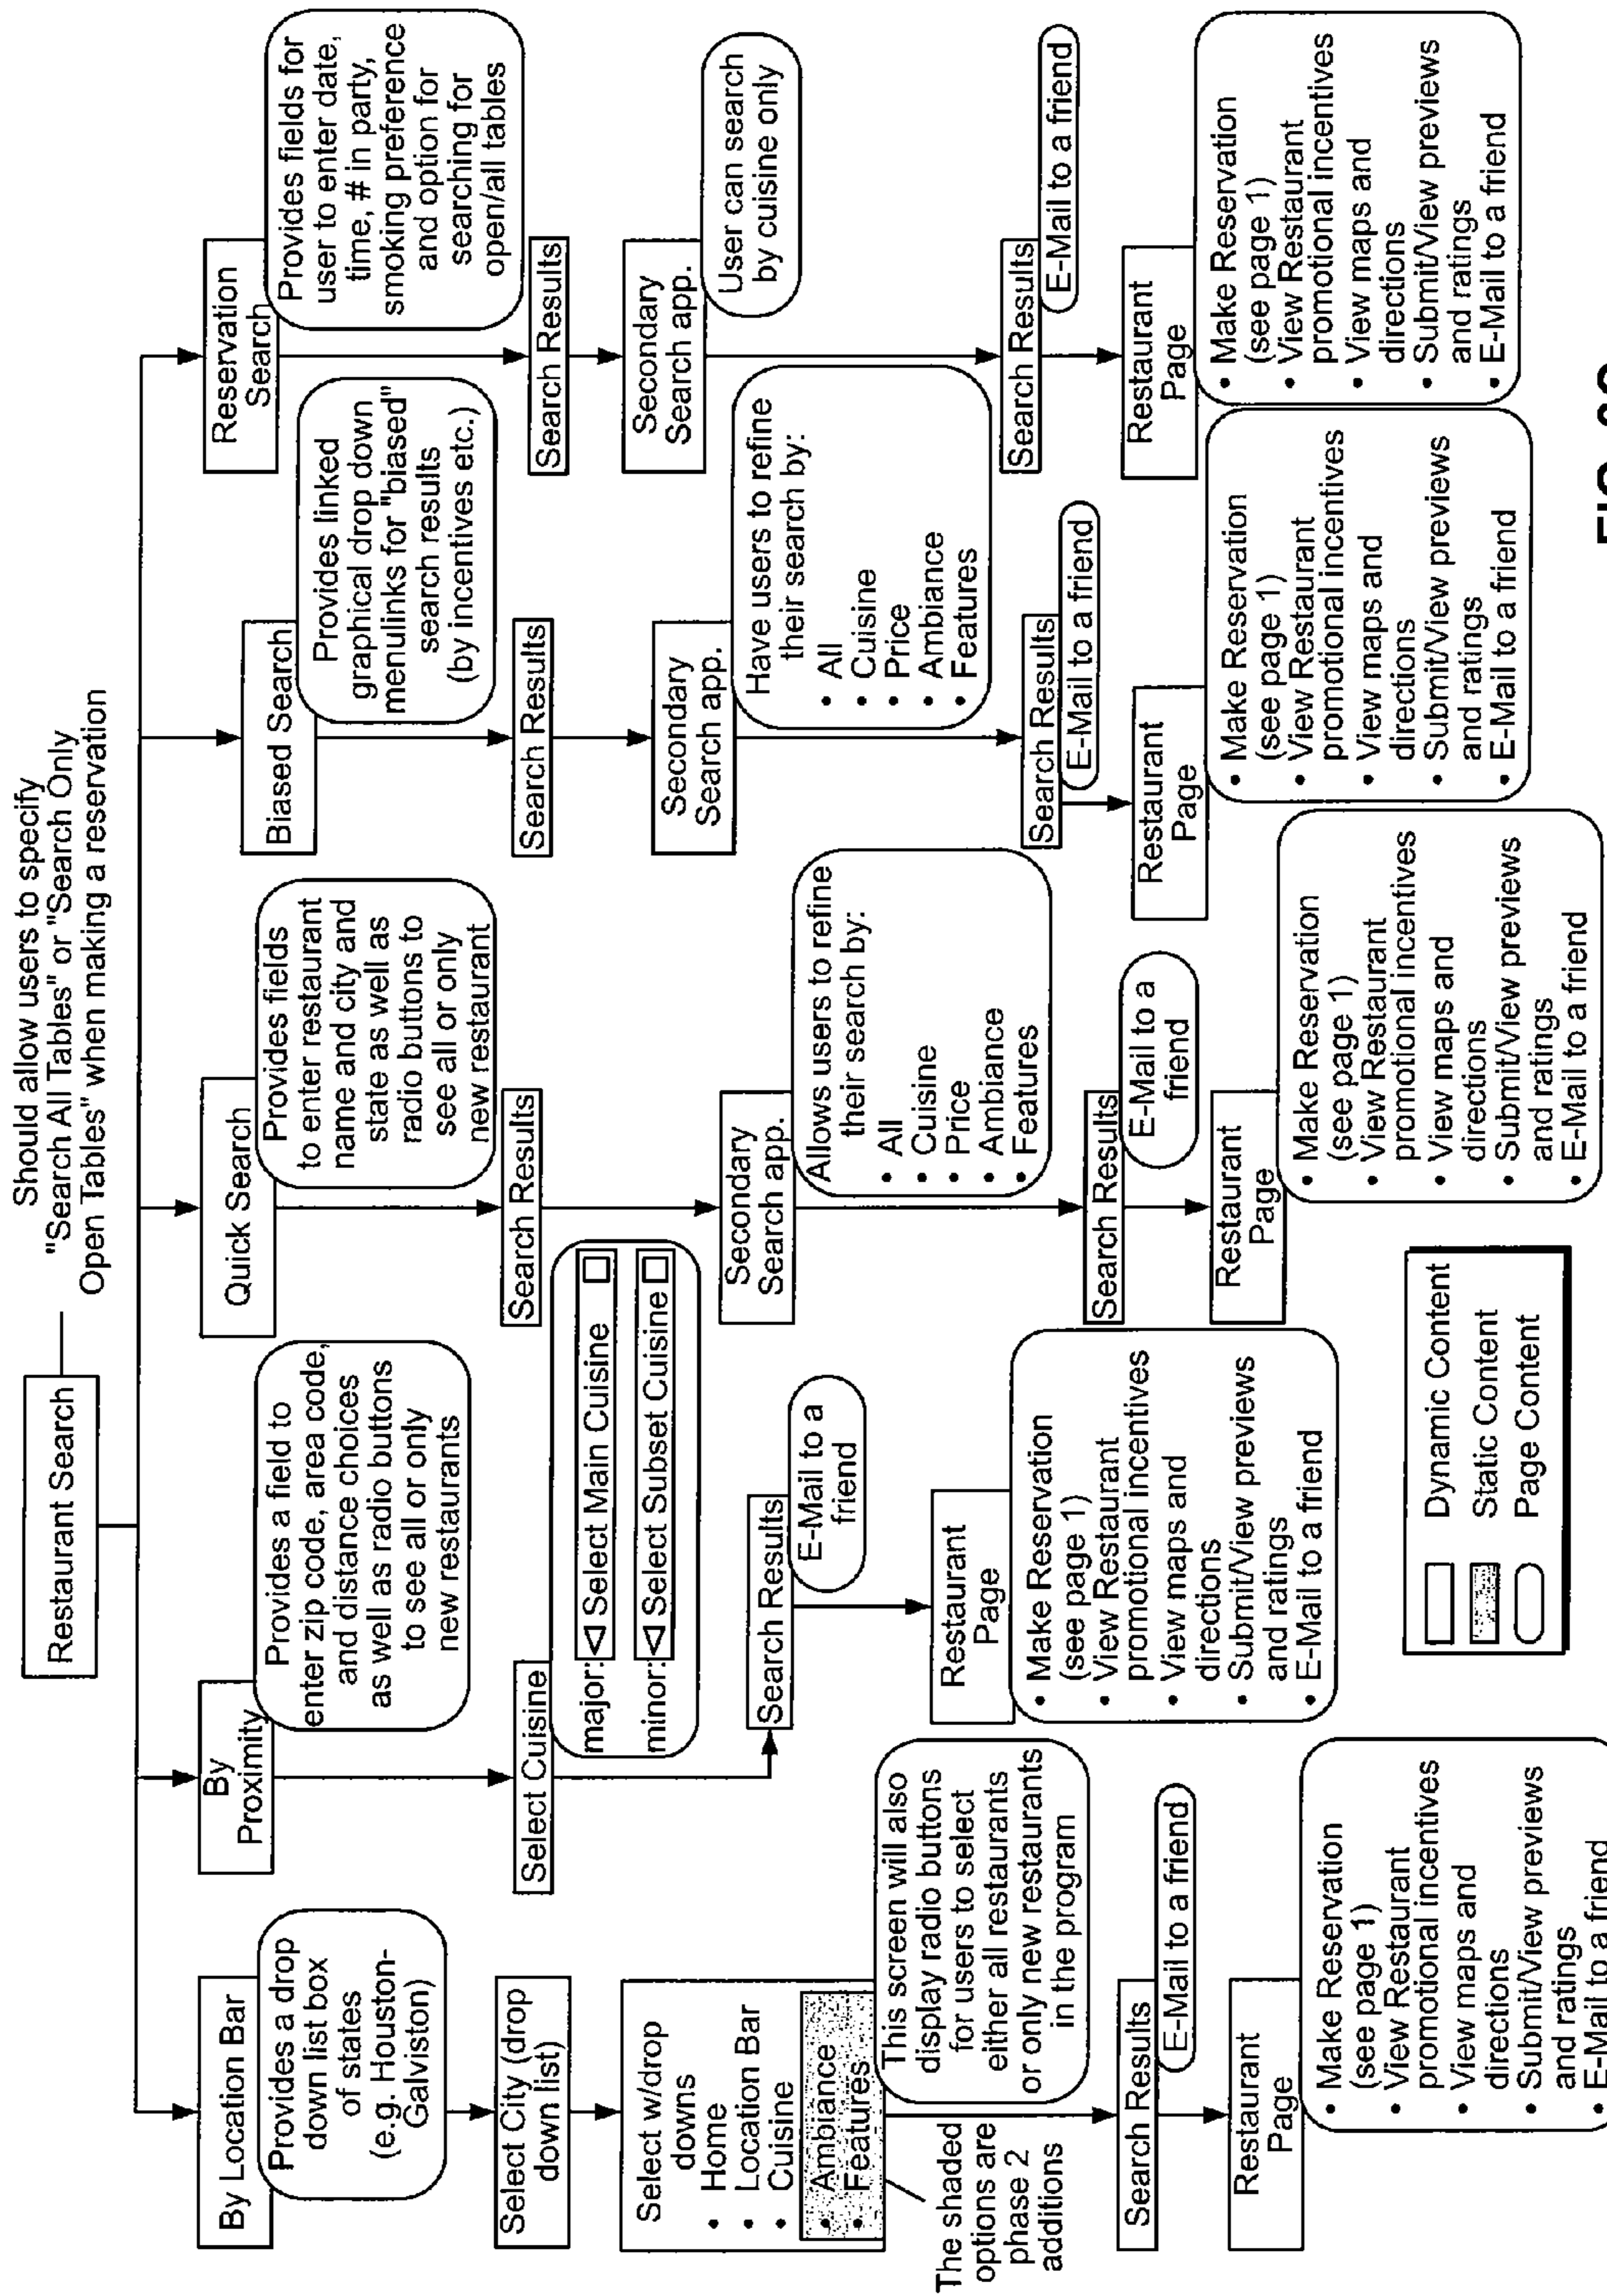 Should allow users to specify
"Search All Tables" or "Search Only
Open Tables" when making a reservation
Restaurant Search
By Location Bar
Provides a drop
down list box
of states
(e.g. Houston-
Galviston)
Select City (drop
down list)
Select w/drop
downs
• Home
• Location Bar
• Cuisine
• Ambiance
• Features
This screen will also
display radio buttons
for users to select
either all restaurants
or only new restaurants
in the program
The shaded
options are
phase 2
additions
Search Results
E-Mail to a friend
Restaurant
Page
• Make Reservation
(see page 1)
• View Restaurant
promotional incentives
• View maps and
directions
• Submit/View previews
and ratings
• E-Mail to a friend
By
Proximity
Provides a field to
enter zip code, area code,
and distance choices
as well as radio buttons
to see all or only
new restaurants
Select Cuisine
major: Select Main Cuisine
minor: Select Subset Cuisine
Search Results
E-Mail to a
friend
Restaurant
Page
• Make Reservation
(see page 1)
• View Restaurant
promotional incentives
• View maps and
directions
• Submit/View previews
and ratings
• E-Mail to a friend
Quick Search
Provides fields
to enter restaurant
name and city and
state as well as
radio buttons to
see all or only
new restaurant
Search Results
Secondary
Search app.
Allows users to refine
their search by:
• All
• Cuisine
• Price
• Ambiance
• Features
Search Results
E-Mail to a
friend
Restaurant
Page
• Make Reservation
(see page 1)
• View Restaurant
promotional incentives
• View maps and
directions
• Submit/View previews
and ratings
• E-Mail to a friend
Biased Search
Provides linked
graphical drop down
menulinks for "biased"
search results
(by incentives etc.)
Search Results
Secondary
Search app.
Have users to refine
their search by:
• All
• Cuisine
• Price
• Ambiance
• Features
Search Results
E-Mail to a friend
Restaurant
Page
• Make Reservation
(see page 1)
• View Restaurant
promotional incentives
• View maps and
directions
• Submit/View previews
and ratings
• E-Mail to a friend
Reservation
Search
Provides fields for
user to enter date,
time, # in party,
smoking preference
and option for
searching for
open/all tables
Search Results
Secondary
Search app.
User can search
by cuisine only
Search Results
E-Mail to a friend
Restaurant
Page
• Make Reservation
(see page 1)
• View Restaurant
promotional incentives
• View maps and
directions
• Submit/View previews
and ratings
• E-Mail to a friend
Dynamic Content
Static Content
Page Content